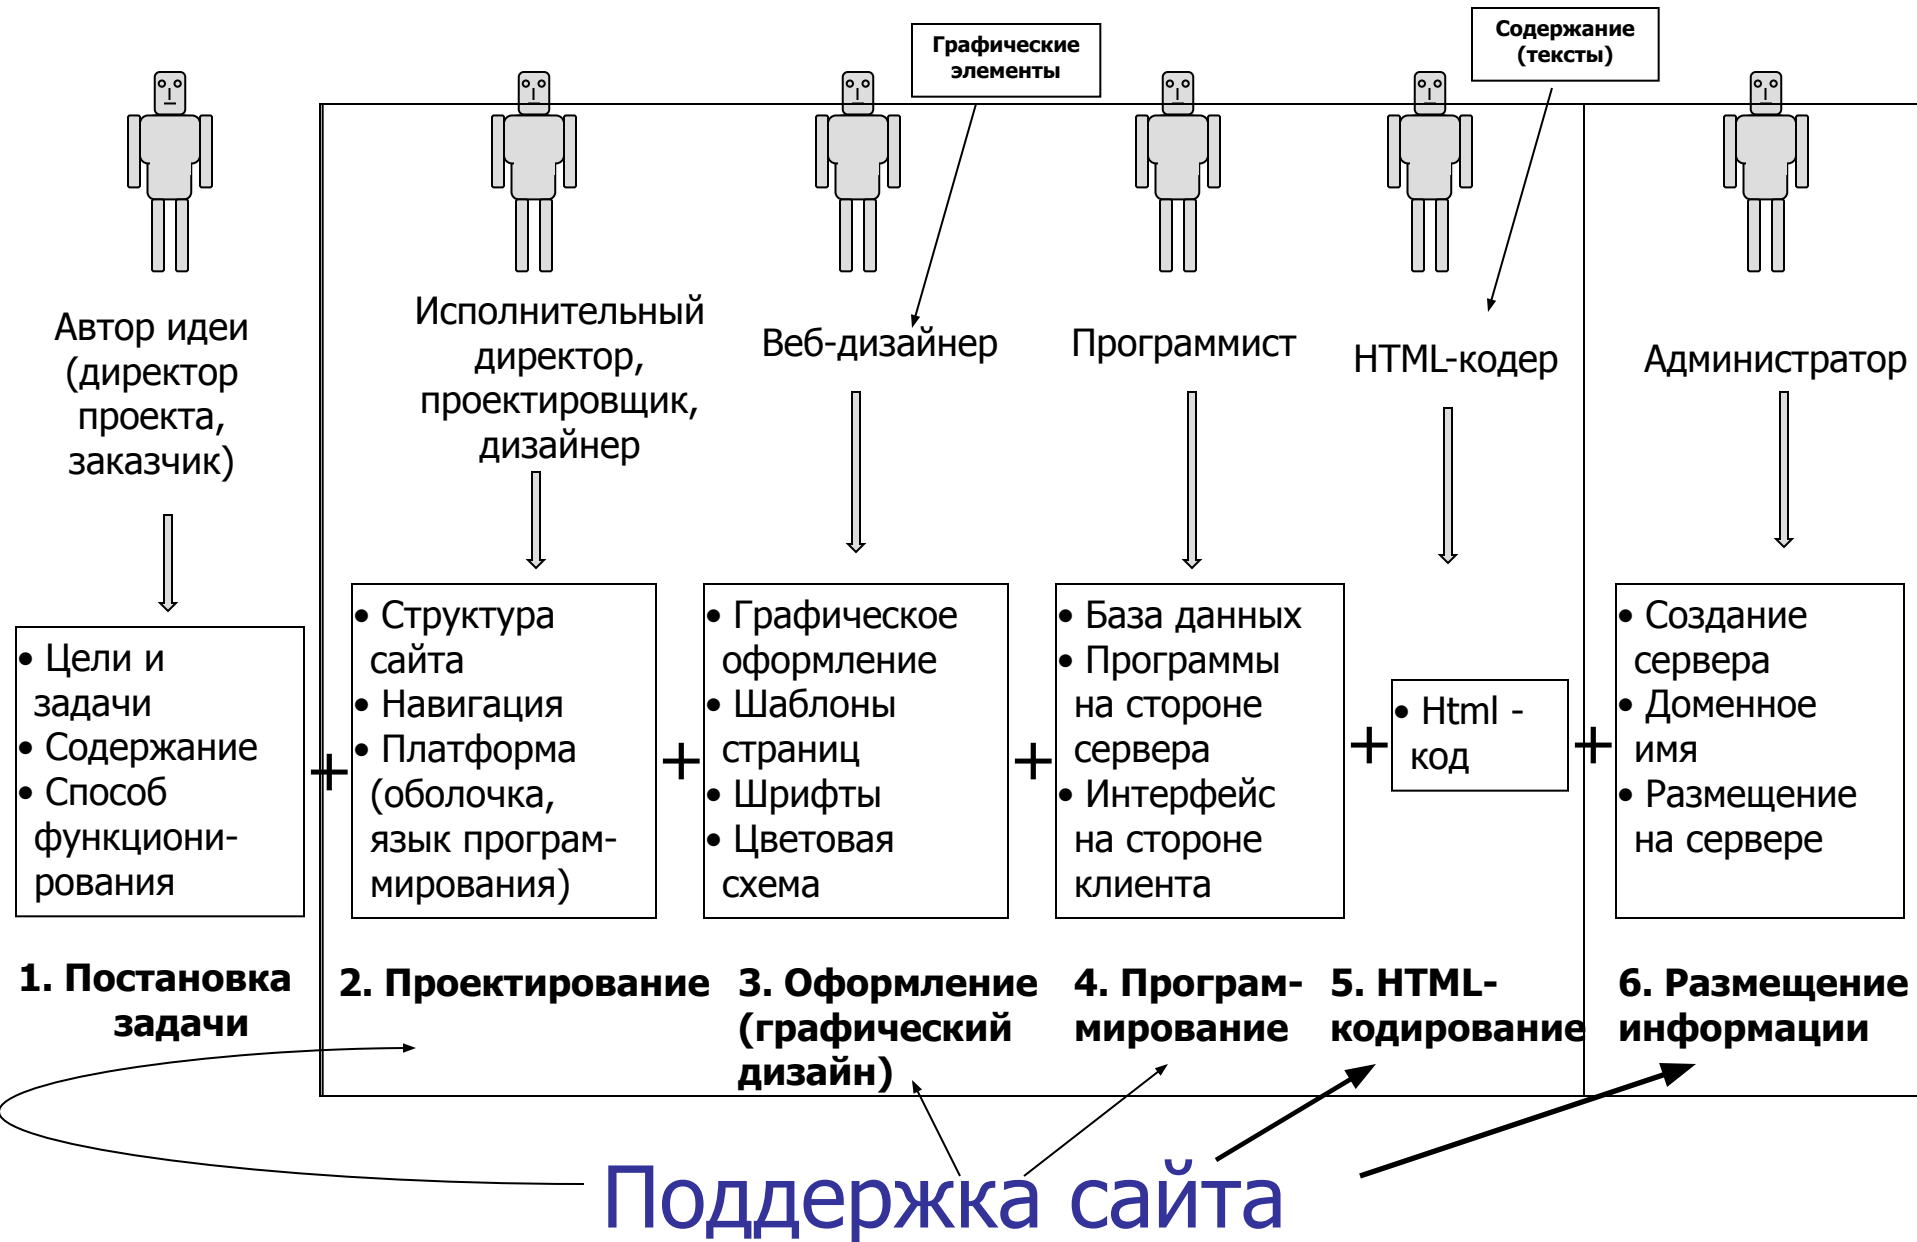 Графические
элементы
Содержание
(тексты)
Автор идеи
(директор
проекта,
заказчик)
Исполнительный
директор,
проектировщик,
дизайнер
Веб-дизайнер
Программист
HTML-кодер
Администратор
• Цели и
задачи
• Содержание
• Способ
функциони-
рования
+
• Структура
сайта
• Навигация
• Платформа
(оболочка,
язык програм-
мирования)
+
• Графическое
оформление
• Шаблоны
страниц
• Шрифты
• Цветовая
схема
+
• База данных
• Программы
на стороне
сервера
• Интерфейс
на стороне
клиента
+
• Html -
код
+
• Создание
сервера
• Доменное
имя
• Размещение
на сервере
1. Постановка
задачи
2. Проектирование
3. Оформление
(графический
дизайн)
4. Програм-
мирование
5. HTML-
кодирование
6. Размещение
информации
Поддержка сайта